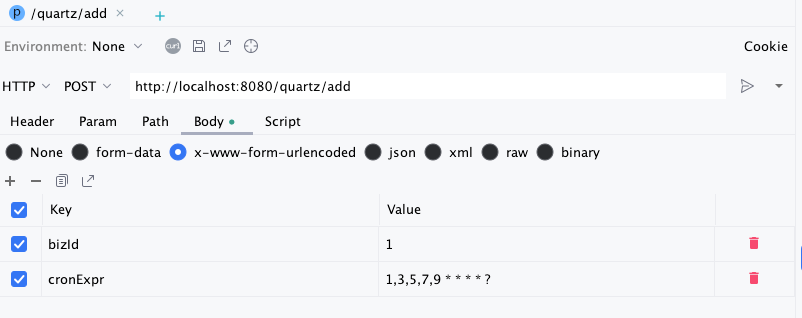 p /quartz/add
Environment: None curl Cookie
HTTP POST http://localhost:8080/quartz/add
Header Param Path Body Script
None form-data x-www-form-urlencoded json xml raw binary
Key Value
bizId 1
cronExpr 1,3,5,7,9 * * * * ?